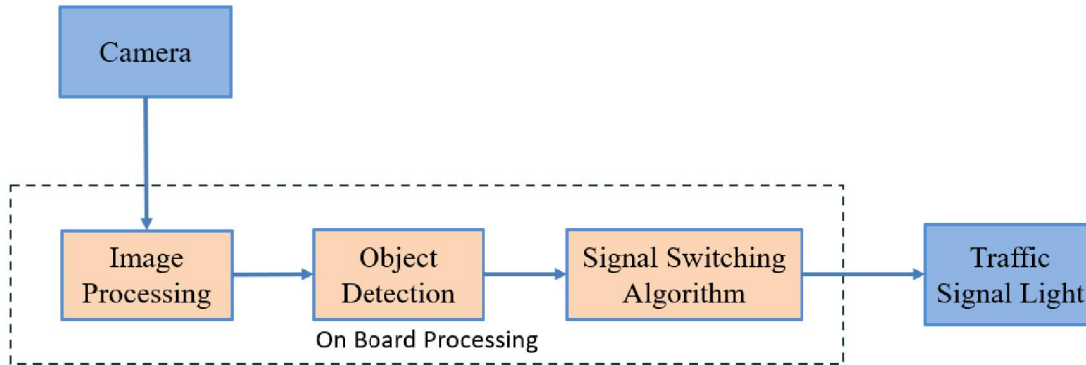 Camera
Image
Processing
Object
Detection
Signal Switching
Algorithm
Traffic
Signal Light
On Board Processing